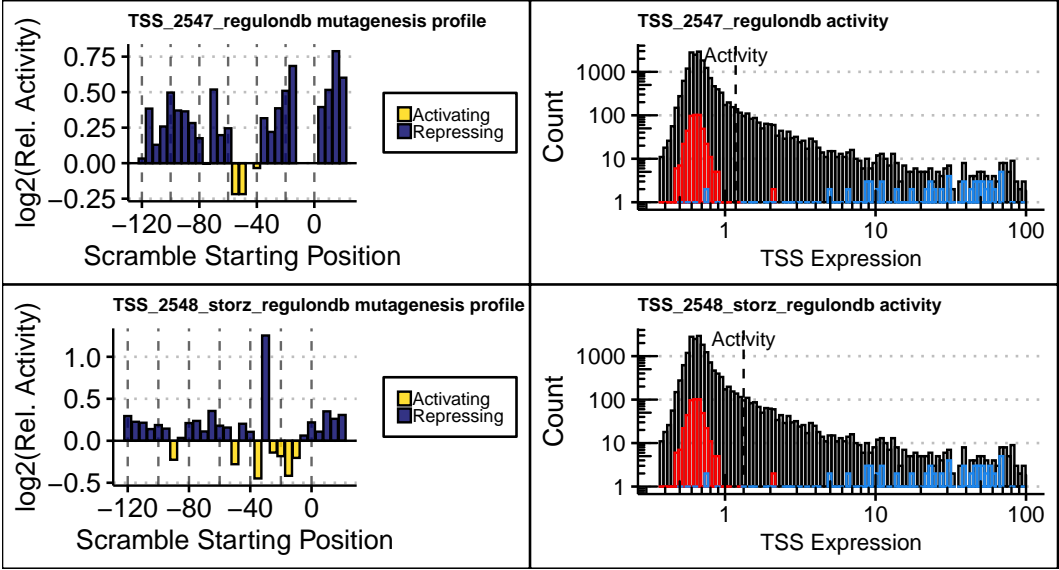 TSS_2547_regulondb mutagenesis profile
log2(Rel. Activity)
0.75
0.50
0.25
0.00
−0.25
−120 −80 −40 0
Scramble Starting Position
Activating
Repressing
TSS_2547_regulondb activity
Activity
Count
1000
100
10
1
1 10 100
TSS Expression
TSS_2548_storz_regulondb mutagenesis profile
log2(Rel. Activity)
1.0
0.5
0.0
−0.5
−120 −80 −40 0
Scramble Starting Position
Activating
Repressing
TSS_2548_storz_regulondb activity
Activity
Count
1000
100
10
1
1 10 100
TSS Expression